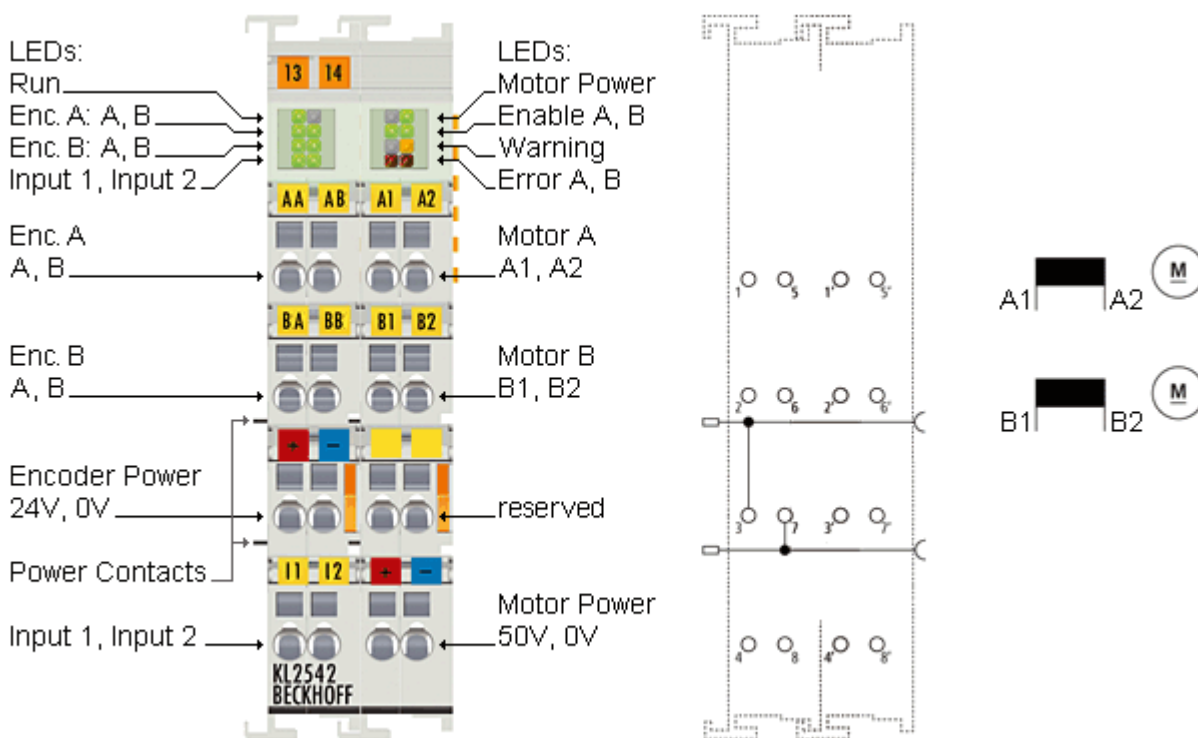 LEDs:
Run
Enc. A: A, B
Enc. B: A, B
Input 1, Input 2
Enc. A
A, B
Enc. B
A, B
Encoder Power
24V, 0V
Power Contacts
Input 1, Input 2
13 14
AA AB A1 A2
BA BB B1 B2
+ -
I1 I2 + -
KL2542
BECKHOFF
LEDs:
Motor Power
Enable A, B
Warning
Error A, B
Motor A
A1, A2
Motor B
B1, B2
reserved
Motor Power
50V, 0V
1 5 1' 5'
2 6 2' 6'
3 7 3' 7'
4 8 4' 8'
M
A1 A2
M
B1 B2